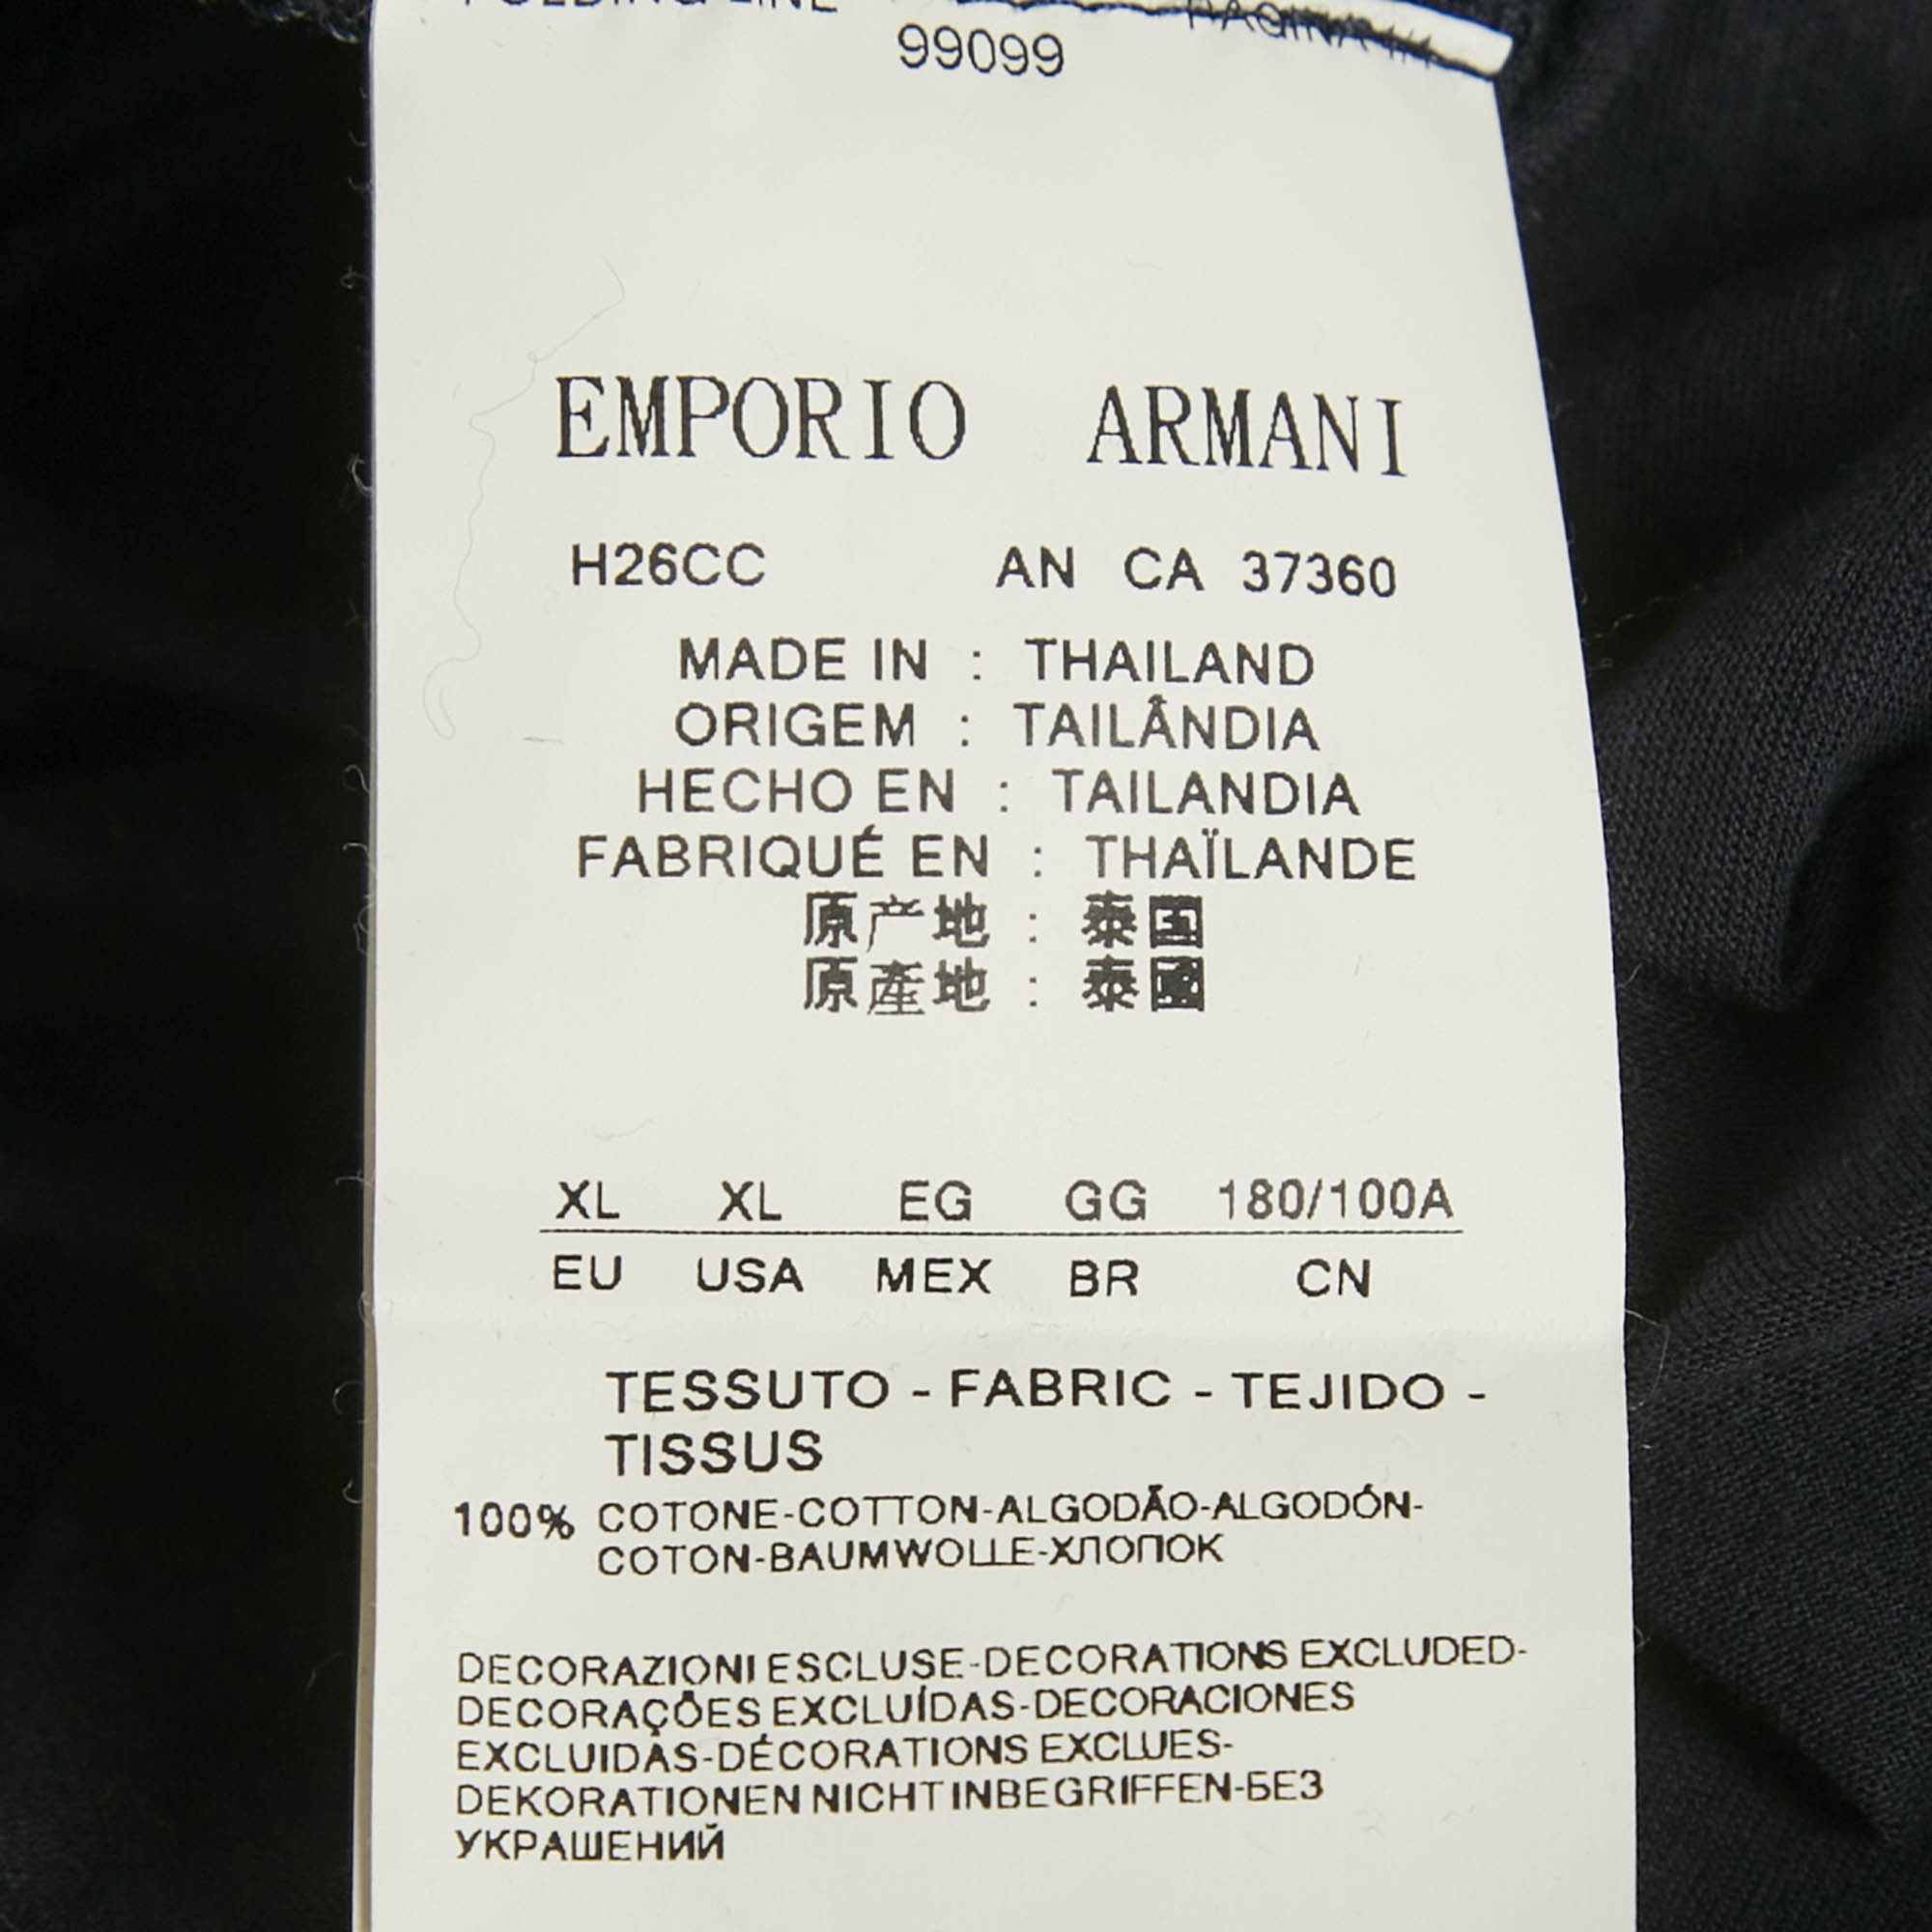 FOLDING LINE PAGINA
99099
EMPORIO ARMANI
H26CC AN CA 37360
MADE IN : THAILAND
ORIGEM : TAILÂNDIA
HECHO EN : TAILANDIA
FABRIQUÉ EN : THAÏLANDE
原产地 : 泰国
原產地 : 泰國
XL XL EG GG 180/100A
EU USA MEX BR CN
TESSUTO - FABRIC - TEJIDO -
TISSUS
100% COTONE-COTTON-ALGODÃO-ALGODÓN-
COTON-BAUMWOLLE-ХЛОПОК
DECORAZIONI ESCLUSE-DECORATIONS EXCLUDED-
DECORAÇÕES EXCLUÍDAS-DECORACIONES
EXCLUIDAS-DÉCORATIONS EXCLUES-
DEKORATIONEN NICHT INBEGRIFFEN-БЕЗ
УКРАШЕНИЙ